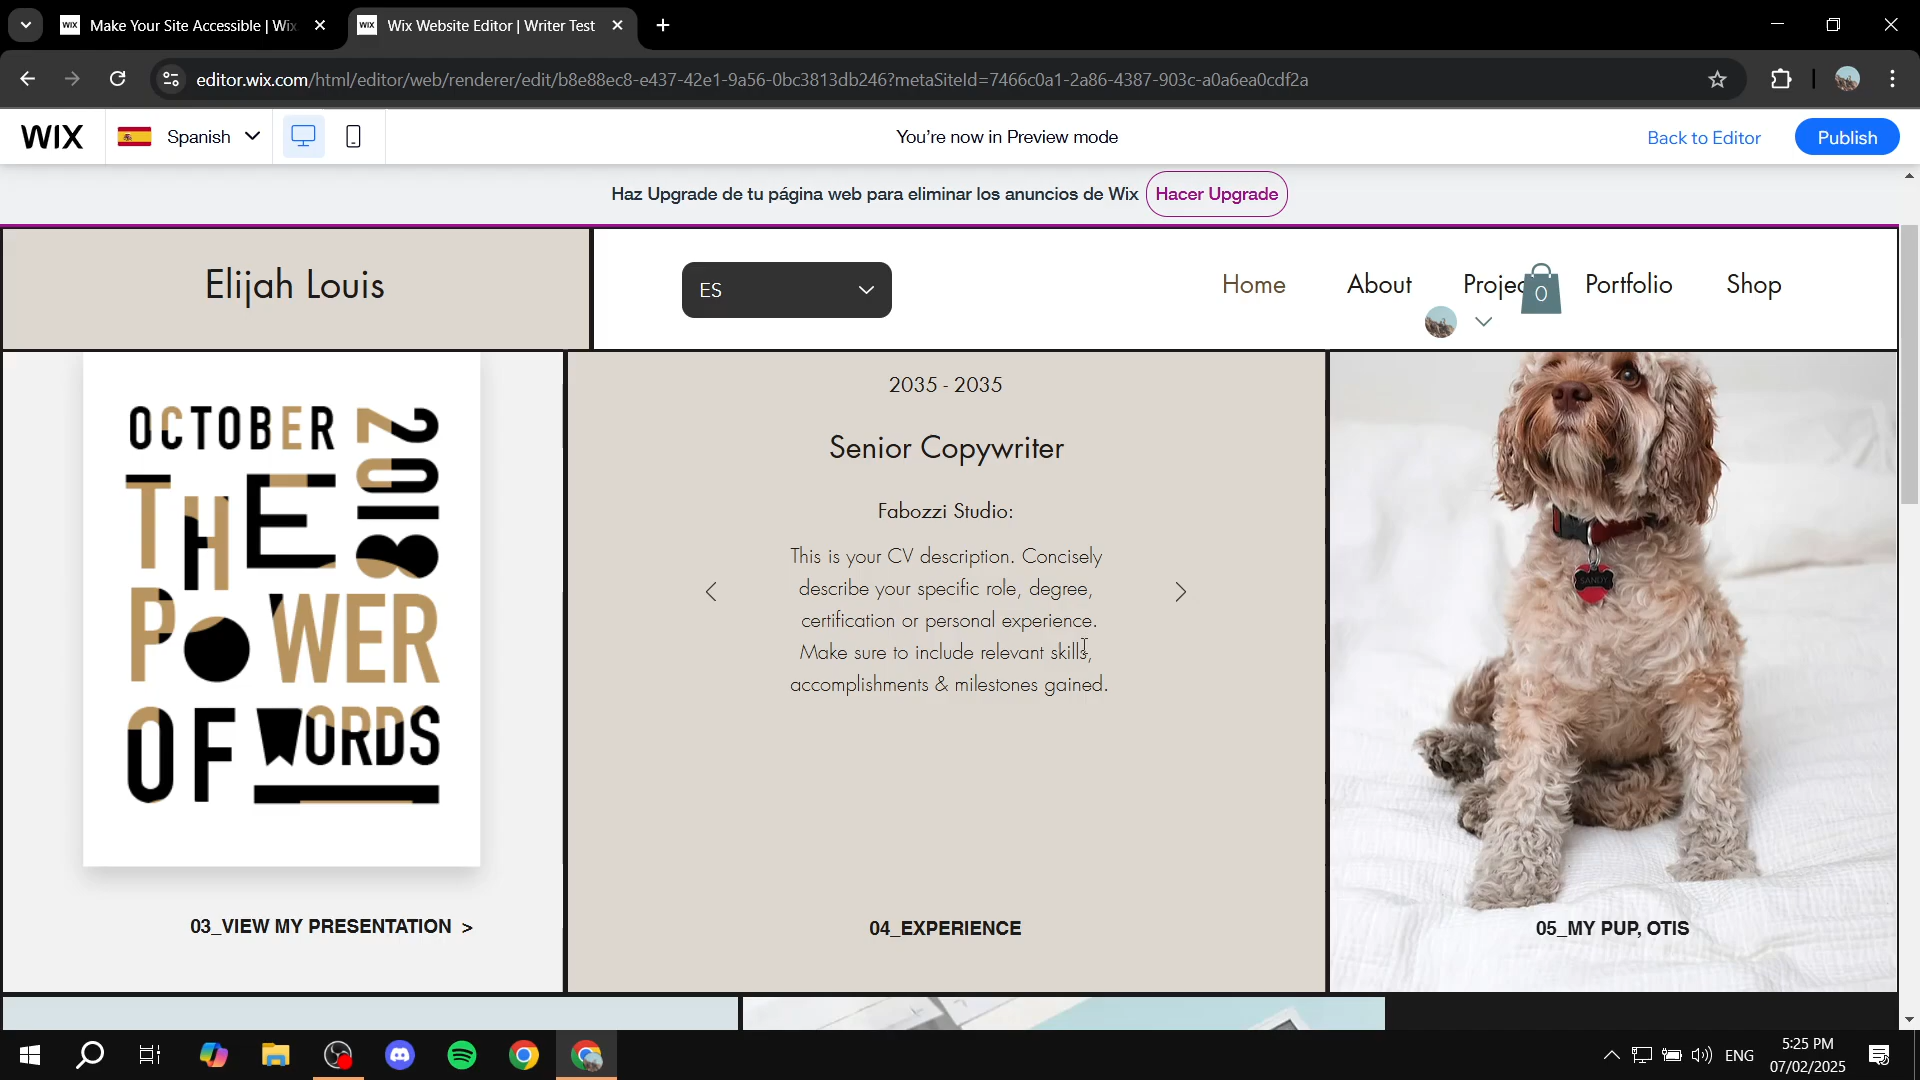 WIX Make Your Site Accessible | Wix
WIX Wix Website Editor | Writer Test
editor.wix.com/html/editor/web/renderer/edit/b8e88ec8-e437-42e1-9a56-0bc3813db246?metaSiteId=7466c0a1-2a86-4387-903c-a0a6ea0cdf2a
WIX Spanish You're now in Preview mode Back to Editor Publish
Haz Upgrade de tu página web para eliminar los anuncios de Wix Hacer Upgrade
Elijah Louis
ES
Home About Projec 0 Portfolio Shop
OCTOBER 2018
THE
POWER
OF WORDS
03_VIEW MY PRESENTATION >
2035 - 2035
Senior Copywriter
Fabozzi Studio:
This is your CV description. Concisely
describe your specific role, degree,
certification or personal experience.
Make sure to include relevant skills,
accomplishments & milestones gained.
04_EXPERIENCE
SANDY
05_MY PUP, OTIS
ENG
5:25 PM
07/02/2025